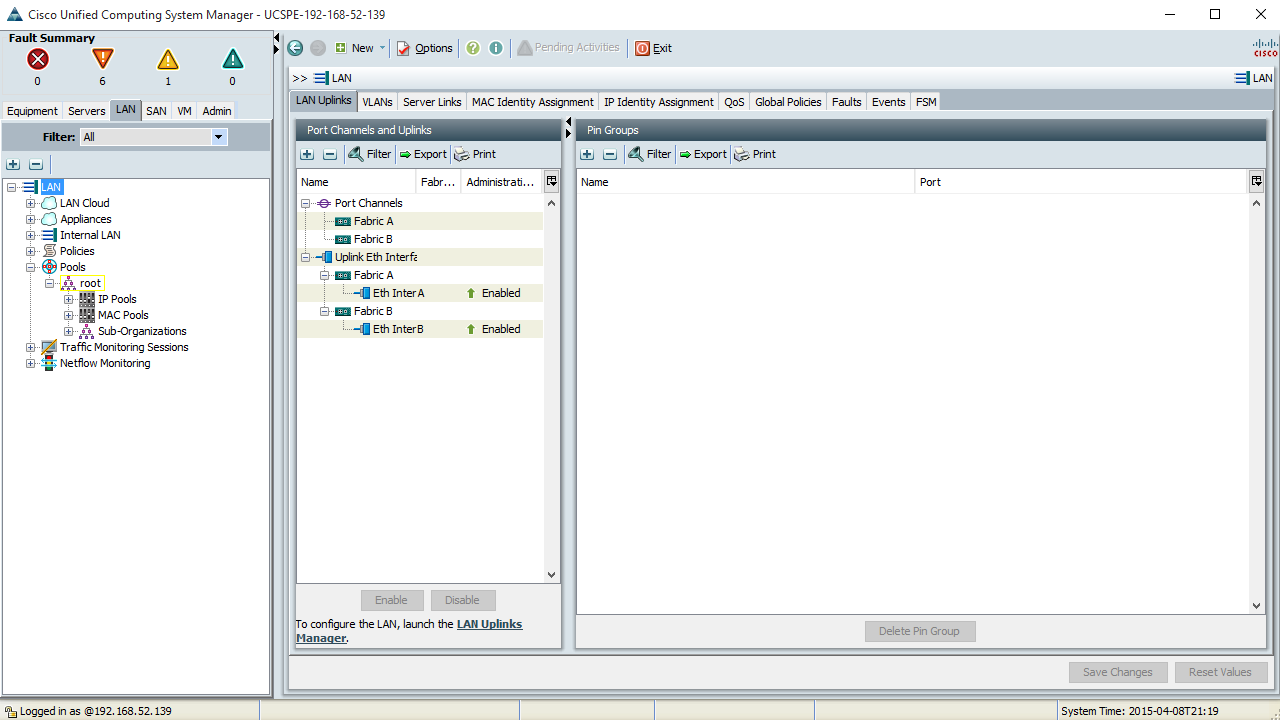 Cisco Unified Computing System Manager - UCSPE-192-168-52-139
Fault Summary
0 6 1 0
New Options Pending Activities Exit
cisco
>> LAN LAN
Equipment Servers LAN SAN VM Admin
Filter: All
LAN
LAN Cloud
Appliances
Internal LAN
Policies
Pools
root
IP Pools
MAC Pools
Sub-Organizations
Traffic Monitoring Sessions
Netflow Monitoring
LAN Uplinks VLANs Server Links MAC Identity Assignment IP Identity Assignment QoS Global Policies Faults Events FSM
Port Channels and Uplinks
Filter Export Print
Name Fabr... Administrati...
Port Channels
Fabric A
Fabric B
Uplink Eth Interfa
Fabric A
Eth Inter A Enabled
Fabric B
Eth Inter B Enabled
Enable Disable
To configure the LAN, launch the LAN Uplinks
Manager.
Pin Groups
Filter Export Print
Name Port
Delete Pin Group
Save Changes Reset Values
Logged in as @192.168.52.139
System Time: 2015-04-08T21:19